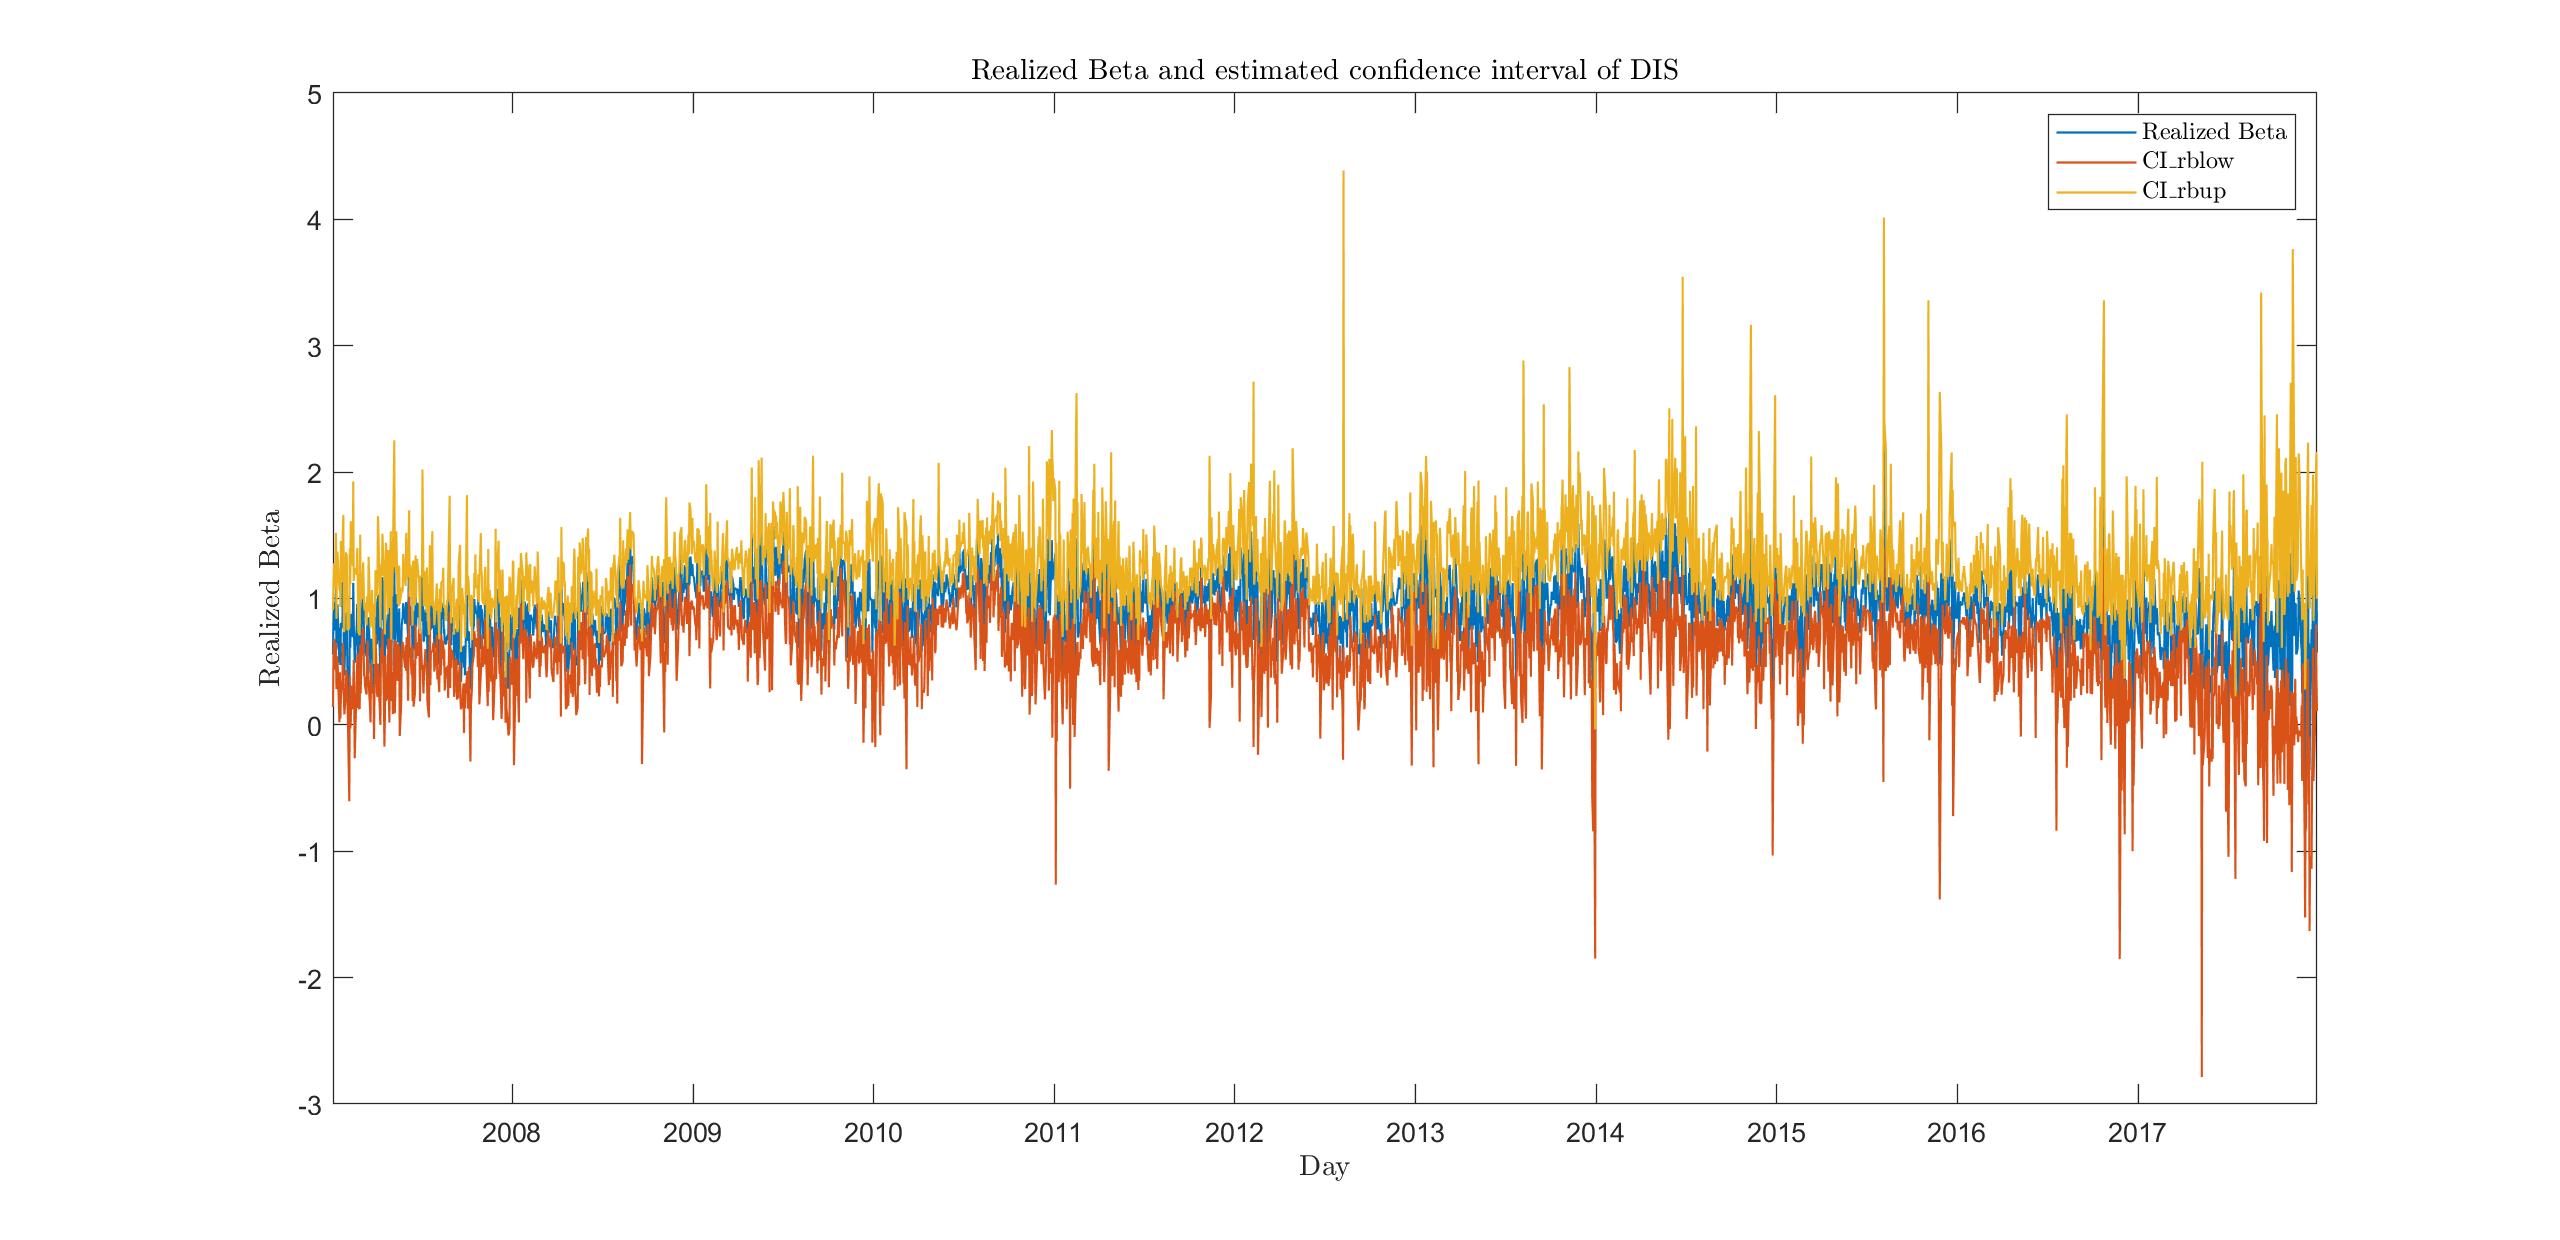 Realized Beta and estimated confidence interval of DIS
Realized Beta
CI_rblow
CI_rbup
5
4
3
2
1
0
-1
-2
-3
Realized Beta
2008 2009 2010 2011 2012 2013 2014 2015 2016 2017
Day